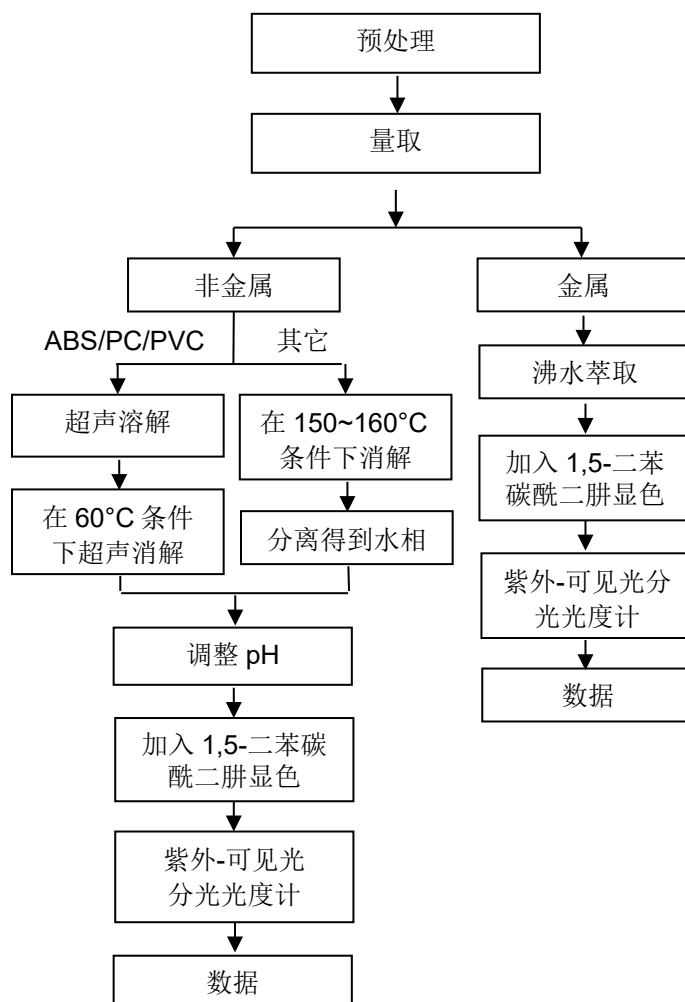 预处理
量取
非金属
金属
ABS/PC/PVC
其它
沸水萃取
超声溶解
在 150~160°C
条件下消解
加入 1,5-二苯
碳酰二肼显色
在 60°C 条件
下超声消解
分离得到水相
紫外-可见光分
光光度计
调整 pH
数据
加入 1,5-二苯碳
酰二肼显色
紫外-可见光
分光光度计
数据